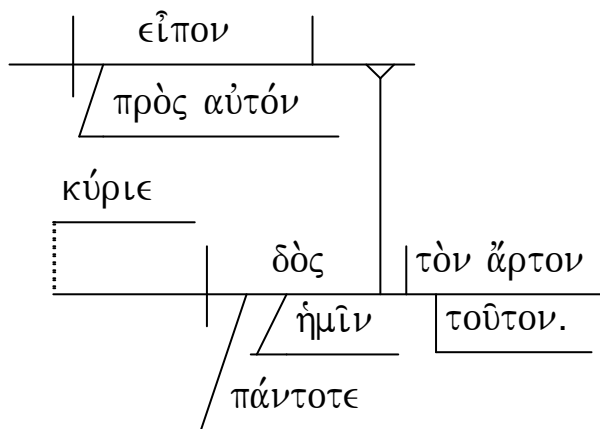 εἶπον
πρὸς αὐτόν
κύριε
δὸς τὸν ἄρτον
ἡμῖν τοῦτον.
πάντοτε